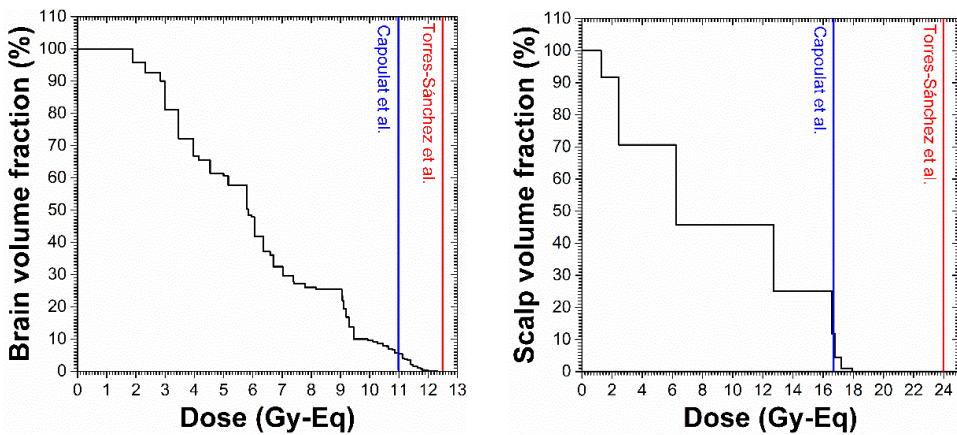 Brain volume fraction (%)
110
100
90
80
70
60
50
40
30
20
10
0
Capoulat et al.
Torres-Sánchez et al.
0 1 2 3 4 5 6 7 8 9 10 11 12 13
Dose (Gy-Eq)
Scalp volume fraction (%)
110
100
90
80
70
60
50
40
30
20
10
0
Capoulat et al.
Torres-Sánchez et al.
0 2 4 6 8 10 12 14 16 18 20 22 24
Dose (Gy-Eq)